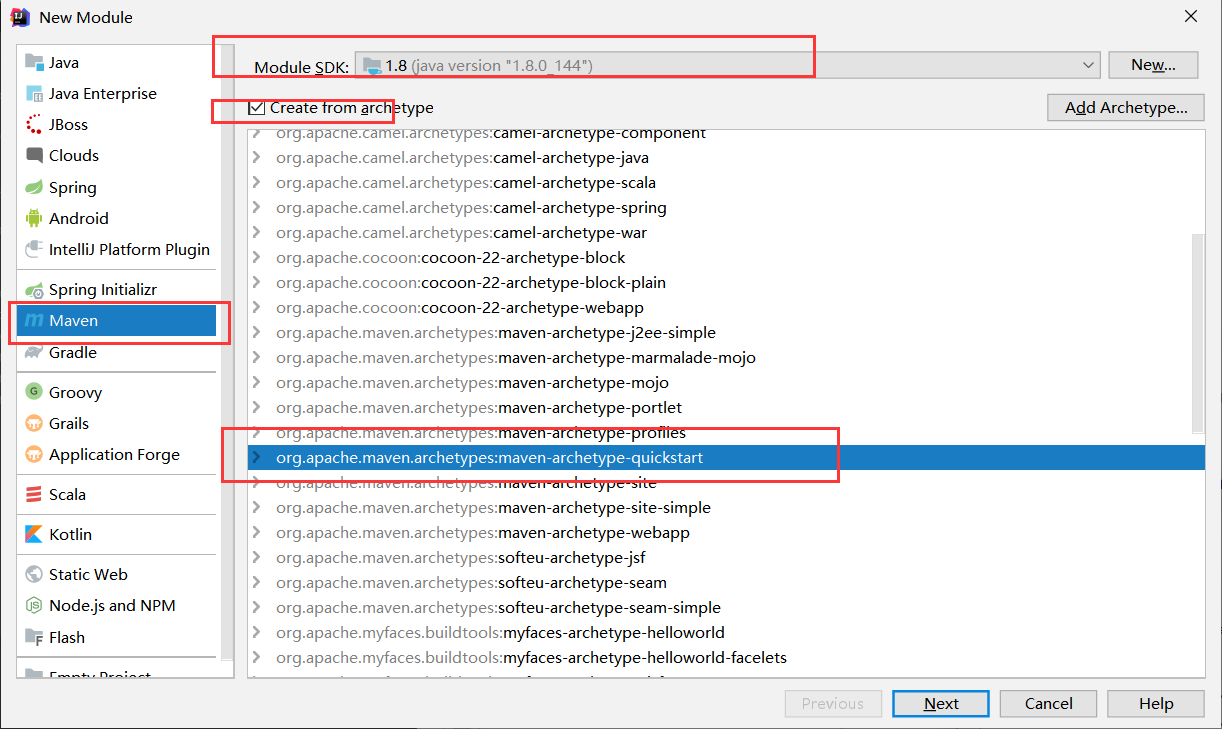 New Module
Java
Java Enterprise
JBoss
Clouds
Spring
Android
IntelliJ Platform Plugin
Spring Initializr
Maven
Gradle
Groovy
Grails
Application Forge
Scala
Kotlin
Static Web
Node.js and NPM
Flash
Empty Project
Module SDK: 1.8 (java version "1.8.0_144") New...
Create from archetype Add Archetype...
org.apache.camel.archetypes:camel-archetype-component
org.apache.camel.archetypes:camel-archetype-java
org.apache.camel.archetypes:camel-archetype-scala
org.apache.camel.archetypes:camel-archetype-spring
org.apache.camel.archetypes:camel-archetype-war
org.apache.cocoon:cocoon-22-archetype-block
org.apache.cocoon:cocoon-22-archetype-block-plain
org.apache.cocoon:cocoon-22-archetype-webapp
org.apache.maven.archetypes:maven-archetype-j2ee-simple
org.apache.maven.archetypes:maven-archetype-marmalade-mojo
org.apache.maven.archetypes:maven-archetype-mojo
org.apache.maven.archetypes:maven-archetype-portlet
org.apache.maven.archetypes:maven-archetype-profiles
org.apache.maven.archetypes:maven-archetype-quickstart
org.apache.maven.archetypes:maven-archetype-site
org.apache.maven.archetypes:maven-archetype-site-simple
org.apache.maven.archetypes:maven-archetype-webapp
org.apache.maven.archetypes:softeu-archetype-jsf
org.apache.maven.archetypes:softeu-archetype-seam
org.apache.maven.archetypes:softeu-archetype-seam-simple
org.apache.myfaces.buildtools:myfaces-archetype-helloworld
org.apache.myfaces.buildtools:myfaces-archetype-helloworld-facelets
Previous Next Cancel Help